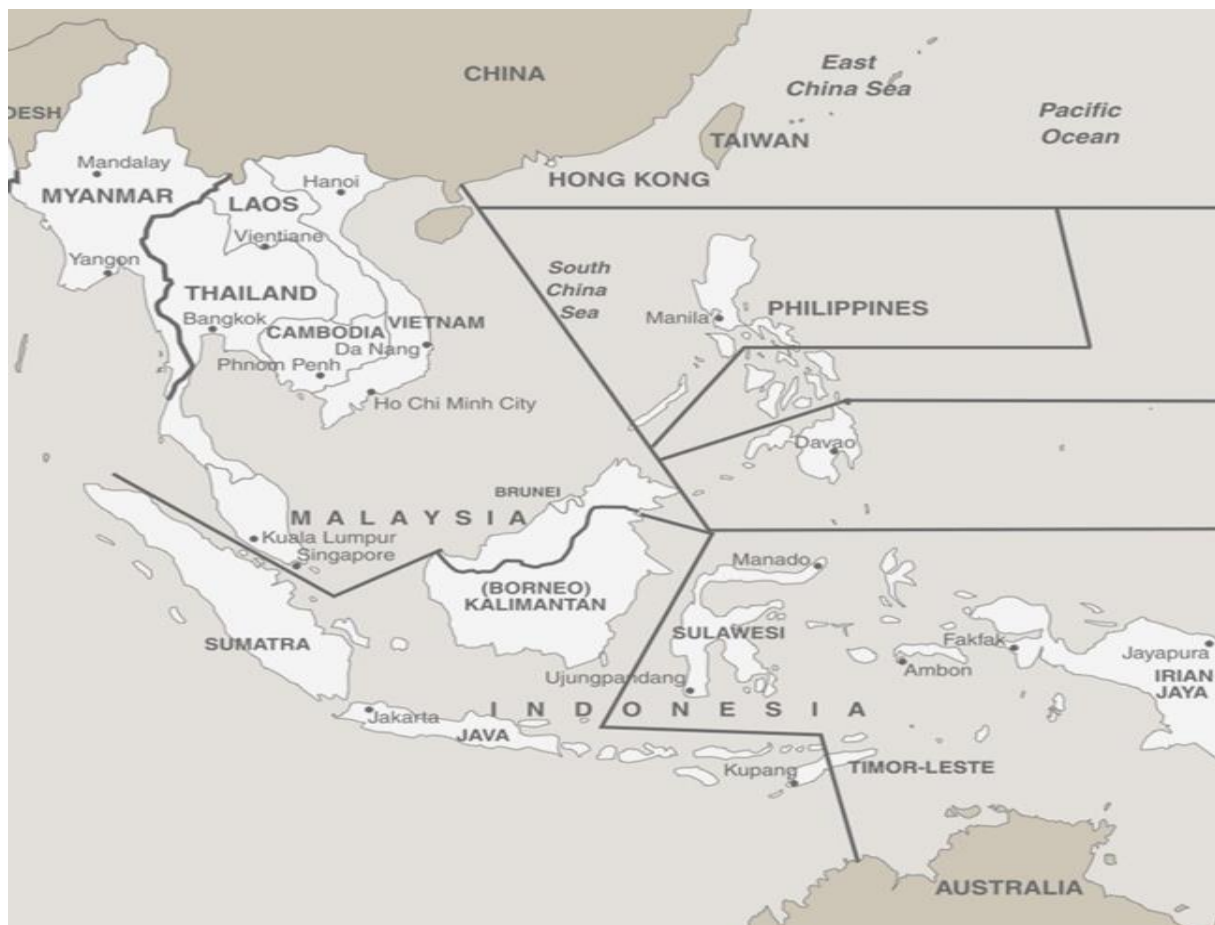 East
China Sea
CHINA
Pacific
Ocean
DESH
TAIWAN
Mandalay
HONG KONG
Hanoi
MYANMAR
LAOS
Vientiane
Yangon
South
China
Sea
THAILAND
PHILIPPINES
Bangkok
Manila
CAMBODIA
VIETNAM
Da Nang
Phnom Penh
Ho Chi Minh City
Davao
BRUNEI
MALAYSIA
Kuala Lumpur
Singapore
Manado
(BORNEO)
KALIMANTAN
SUMATRA
SULAWESI
Fakfak
Jayapura
Ambon
Ujungpandang
IRIAN
JAYA
INDONESIA
Jakarta
JAVA
Kupang
TIMOR-LESTE
AUSTRALIA